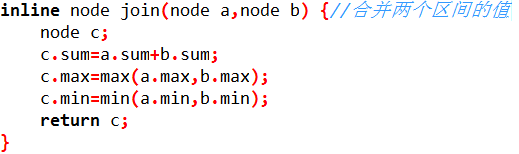 inline node join(node a,node b) {//合并两个区间的值
    node c;
    c.sum=a.sum+b.sum;
    c.max=max(a.max,b.max);
    c.min=min(a.min,b.min);
    return c;
}